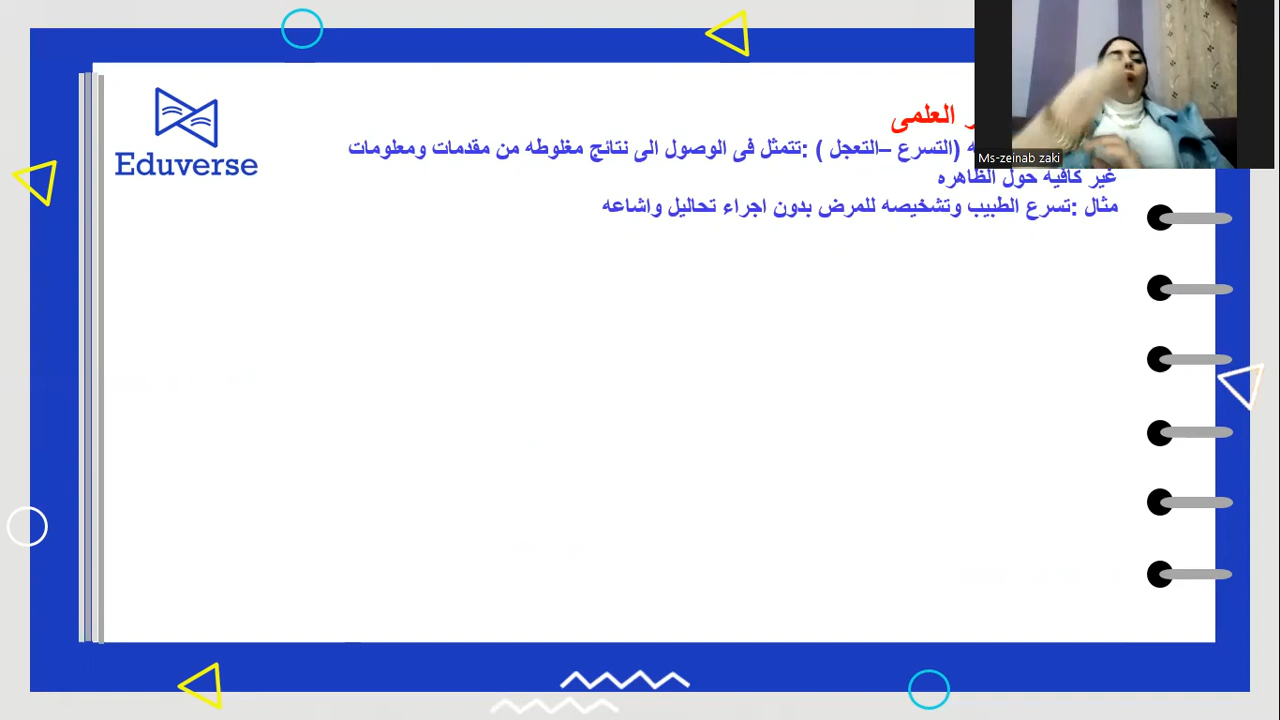 Eduverse
العلمى
(التسرع –التعجل ) :تتمثل فى الوصول الى نتائج مغلوطه من مقدمات ومعلومات
غير كافيه حول الظاهره
مثال :تسرع الطبيب وتشخيصه للمرض بدون اجراء تحاليل واشاعه
Ms-zeinab zaki